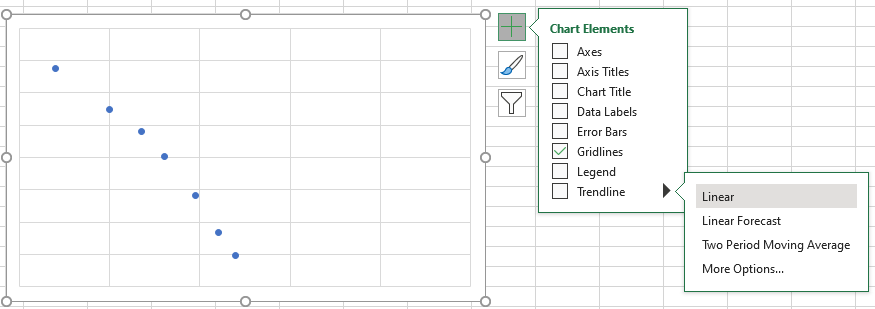 Chart Elements
Axes
Axis Titles
Chart Title
Data Labels
Error Bars
Gridlines
Legend
Trendline
Linear
Linear Forecast
Two Period Moving Average
More Options...